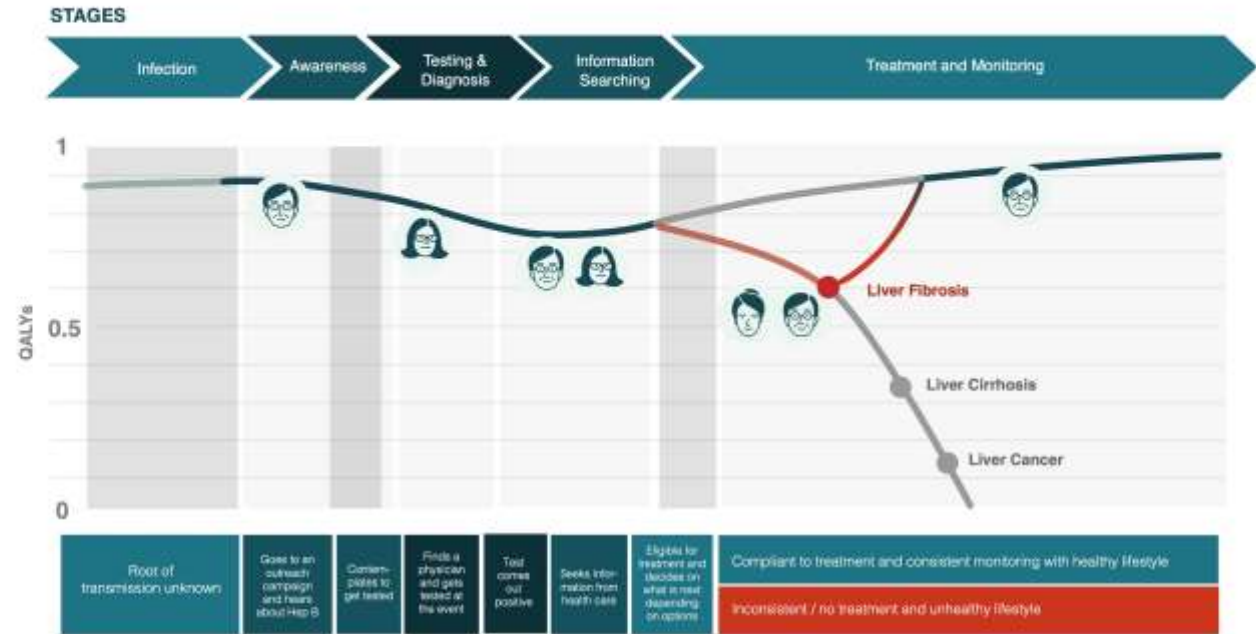 STAGES
Infection
Awareness
Testing &
Diagnosis
Information
Searching
Treatment and Monitoring
1
0.5
0
QALYs
Liver Fibrosis
Liver Cirrhosis
Liver Cancer
Root of
transmission unknown
Goes to an
outreach
campaign
and hears
about Hep B
Contem-
plates to
get tested
Finds a
physician
and gets
tested at
the event
Test
comes
out
positive
Seeks infor-
mation from
health care
Eligible for
treatment and
decides on
what is next
depending
on options
Compliant to treatment and consistent monitoring with healthy lifestyle
Inconsistent / no treatment and unhealthy lifestyle